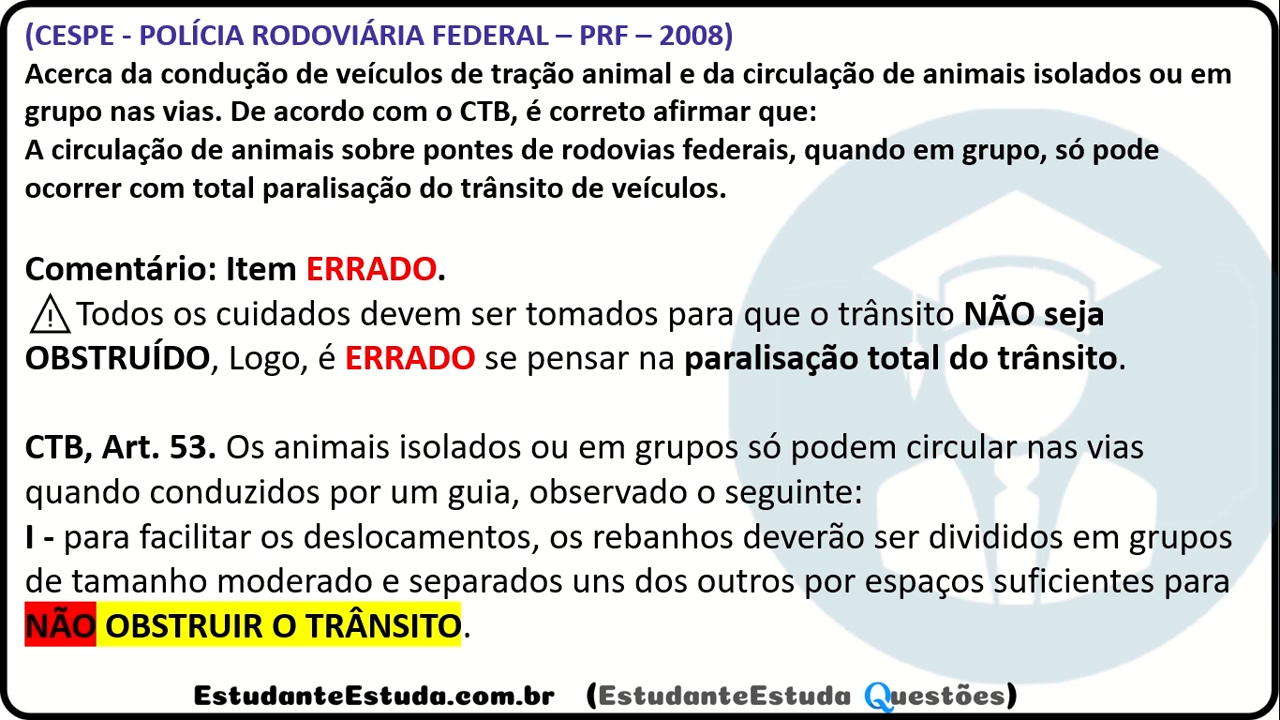 (CESPE - POLÍCIA RODOVIÁRIA FEDERAL – PRF – 2008)
Acerca da condução de veículos de tração animal e da circulação de animais isolados ou em
grupo nas vias. De acordo com o CTB, é correto afirmar que:
A circulação de animais sobre pontes de rodovias federais, quando em grupo, só pode
ocorrer com total paralisação do trânsito de veículos.
Comentário: Item ERRADO.
⚠Todos os cuidados devem ser tomados para que o trânsito NÃO seja
OBSTRUÍDO, Logo, é ERRADO se pensar na paralisação total do trânsito.
CTB, Art. 53. Os animais isolados ou em grupos só podem circular nas vias
quando conduzidos por um guia, observado o seguinte:
I - para facilitar os deslocamentos, os rebanhos deverão ser divididos em grupos
de tamanho moderado e separados uns dos outros por espaços suficientes para
NÃO OBSTRUIR O TRÂNSITO.
EstudanteEstuda.com.br (EstudanteEstuda Questões)